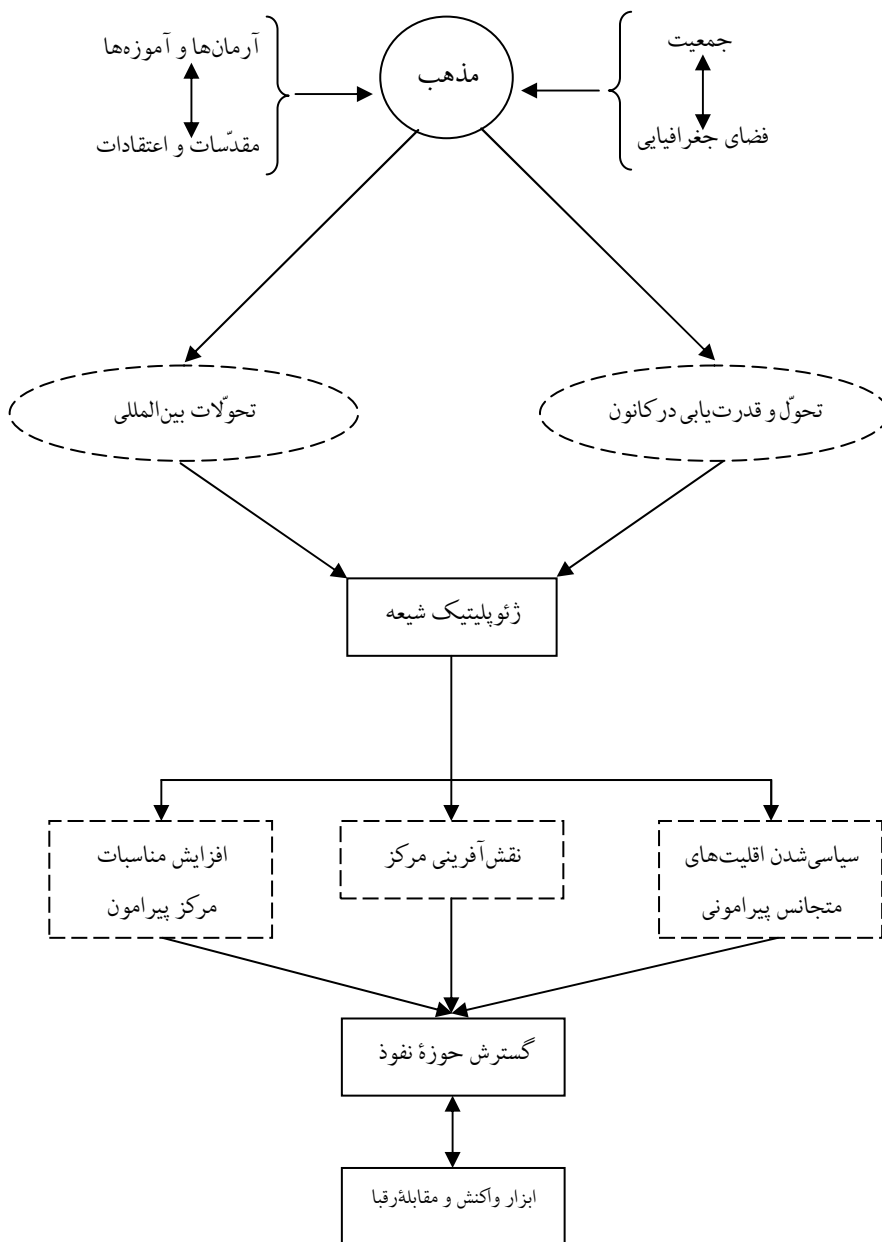 جمعیت
مذهب
آرمان‌ها و آموزه‌ها
فضای جغرافیایی
مقدّسات و اعتقادات
تحوّل و قدرت‌یابی در کانون
تحوّلات بین‌المللی
ژئوپلیتیک شیعه
سیاسی‌شدن اقلیت‌های
متجانس پیرامونی
نقش‌آفرینی مرکز
افزایش مناسبات
مرکز پیرامون
گسترش حوزهٔ نفوذ
ابزار واکنش و مقابلهٔ رقبا